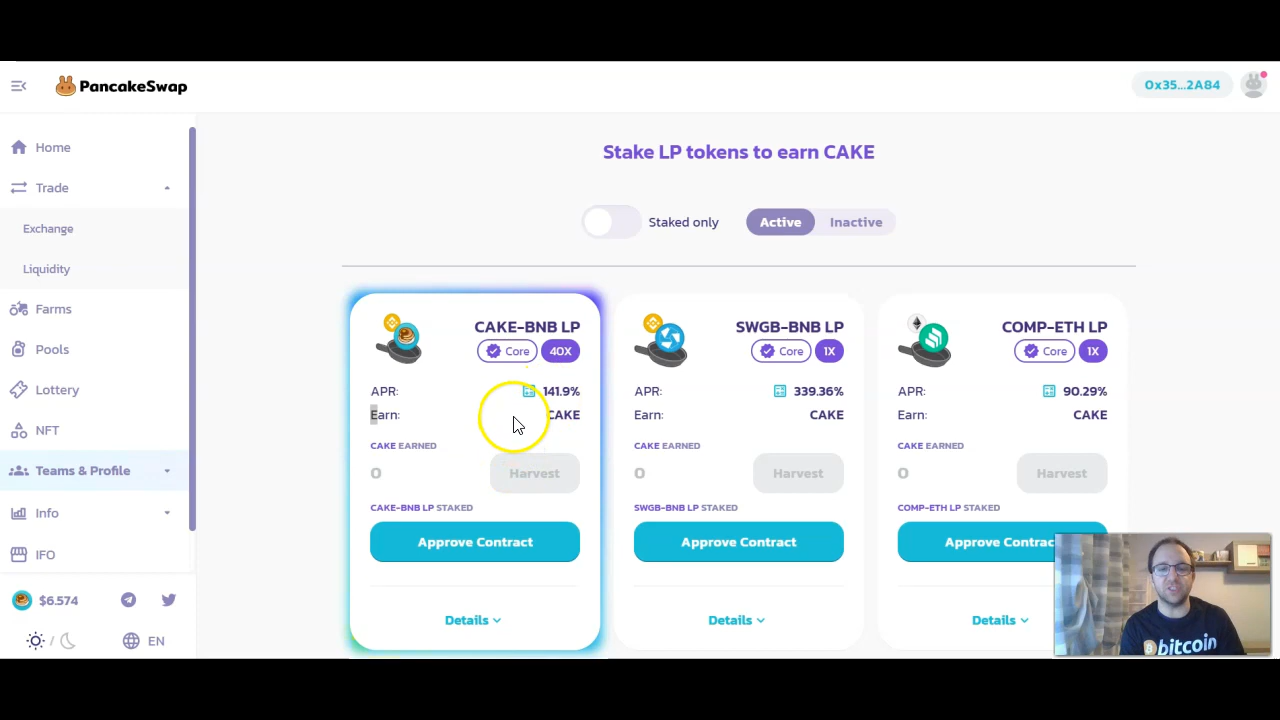 PancakeSwap
0x35...2A84
Home
Trade
Exchange
Liquidity
Farms
Pools
Lottery
NFT
Teams & Profile
Info
IFO
$6.574
EN
Stake LP tokens to earn CAKE
Staked only
Active
Inactive
CAKE-BNB LP
Core
40X
APR: 141.9%
Earn: CAKE
CAKE EARNED
0
Harvest
CAKE-BNB LP STAKED
Approve Contract
Details
SWGB-BNB LP
Core
1X
APR: 339.36%
Earn: CAKE
CAKE EARNED
0
Harvest
SWGB-BNB LP STAKED
Approve Contract
Details
COMP-ETH LP
Core
1X
APR: 90.29%
Earn: CAKE
CAKE EARNED
0
Harvest
COMP-ETH LP STAKED
Approve Contrac
Details
bitcoin